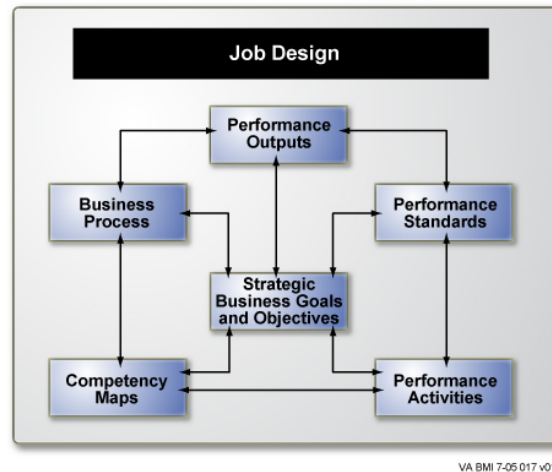 Job Design
Performance
Outputs
Business
Process
Performance
Standards
Strategic
Business Goals
and Objectives
Competency
Maps
Performance
Activities
VA BMI 7-05 017 v0